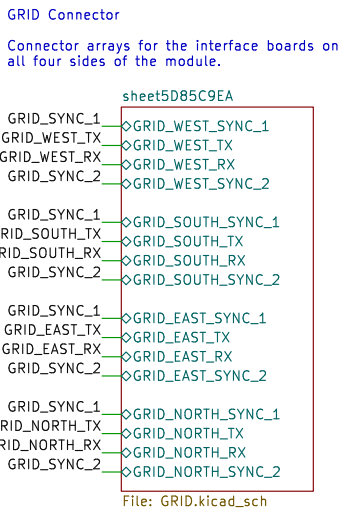 GRID Connector
Connector arrays for the interface boards on
all four sides of the module.
sheet5D85C9EA
GRID_SYNC_1 GRID_WEST_SYNC_1
GRID_WEST_TX GRID_WEST_TX
GRID_WEST_RX GRID_WEST_RX
GRID_SYNC_2 GRID_WEST_SYNC_2
GRID_SYNC_1 GRID_SOUTH_SYNC_1
RID_SOUTH_TX GRID_SOUTH_TX
RID_SOUTH_RX GRID_SOUTH_RX
GRID_SYNC_2 GRID_SOUTH_SYNC_2
GRID_SYNC_1 GRID_EAST_SYNC_1
GRID_EAST_TX GRID_EAST_TX
GRID_EAST_RX GRID_EAST_RX
GRID_SYNC_2 GRID_EAST_SYNC_2
GRID_SYNC_1 GRID_NORTH_SYNC_1
RID_NORTH_TX GRID_NORTH_TX
RID_NORTH_RX GRID_NORTH_RX
GRID_SYNC_2 GRID_NORTH_SYNC_2
File: GRID.kicad_sch